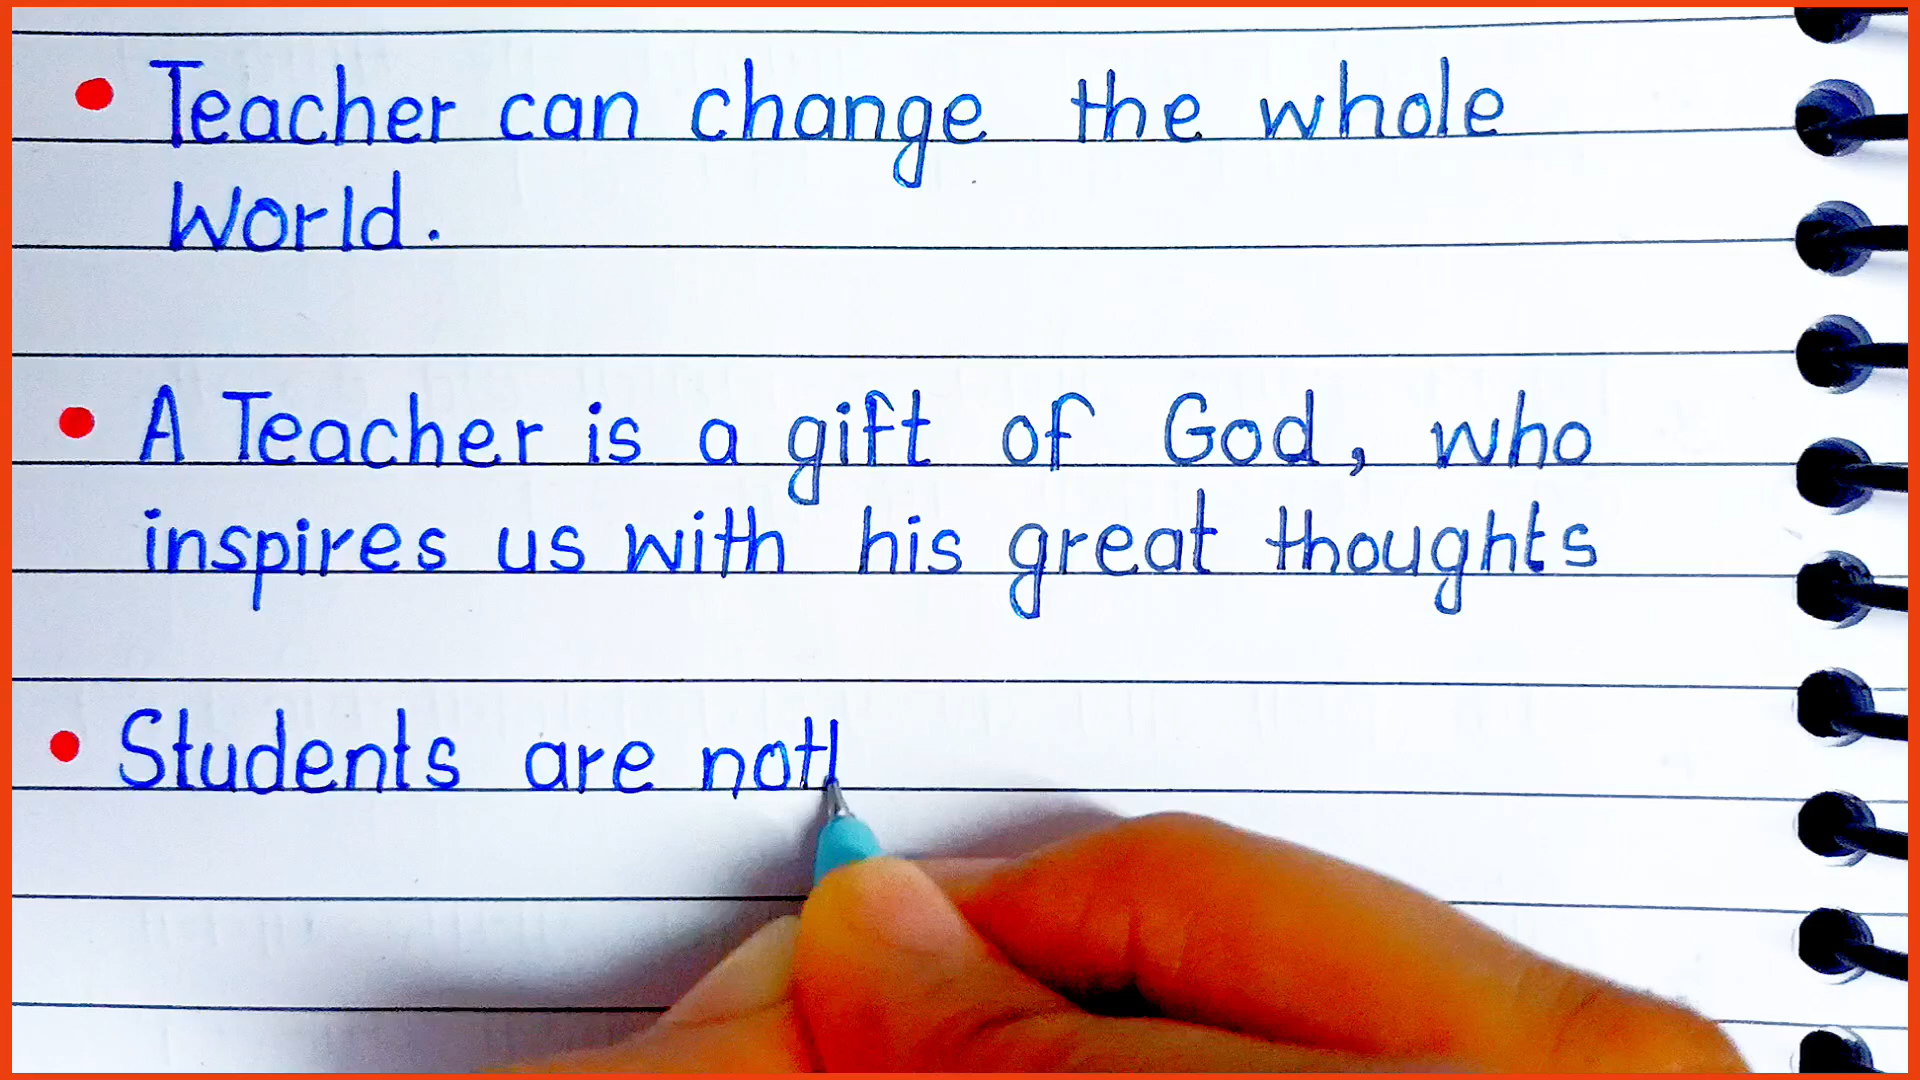 • Teacher can change the whole
World.
• A Teacher is a gift of God, who
inspires us with his great thoughts
• Students are not